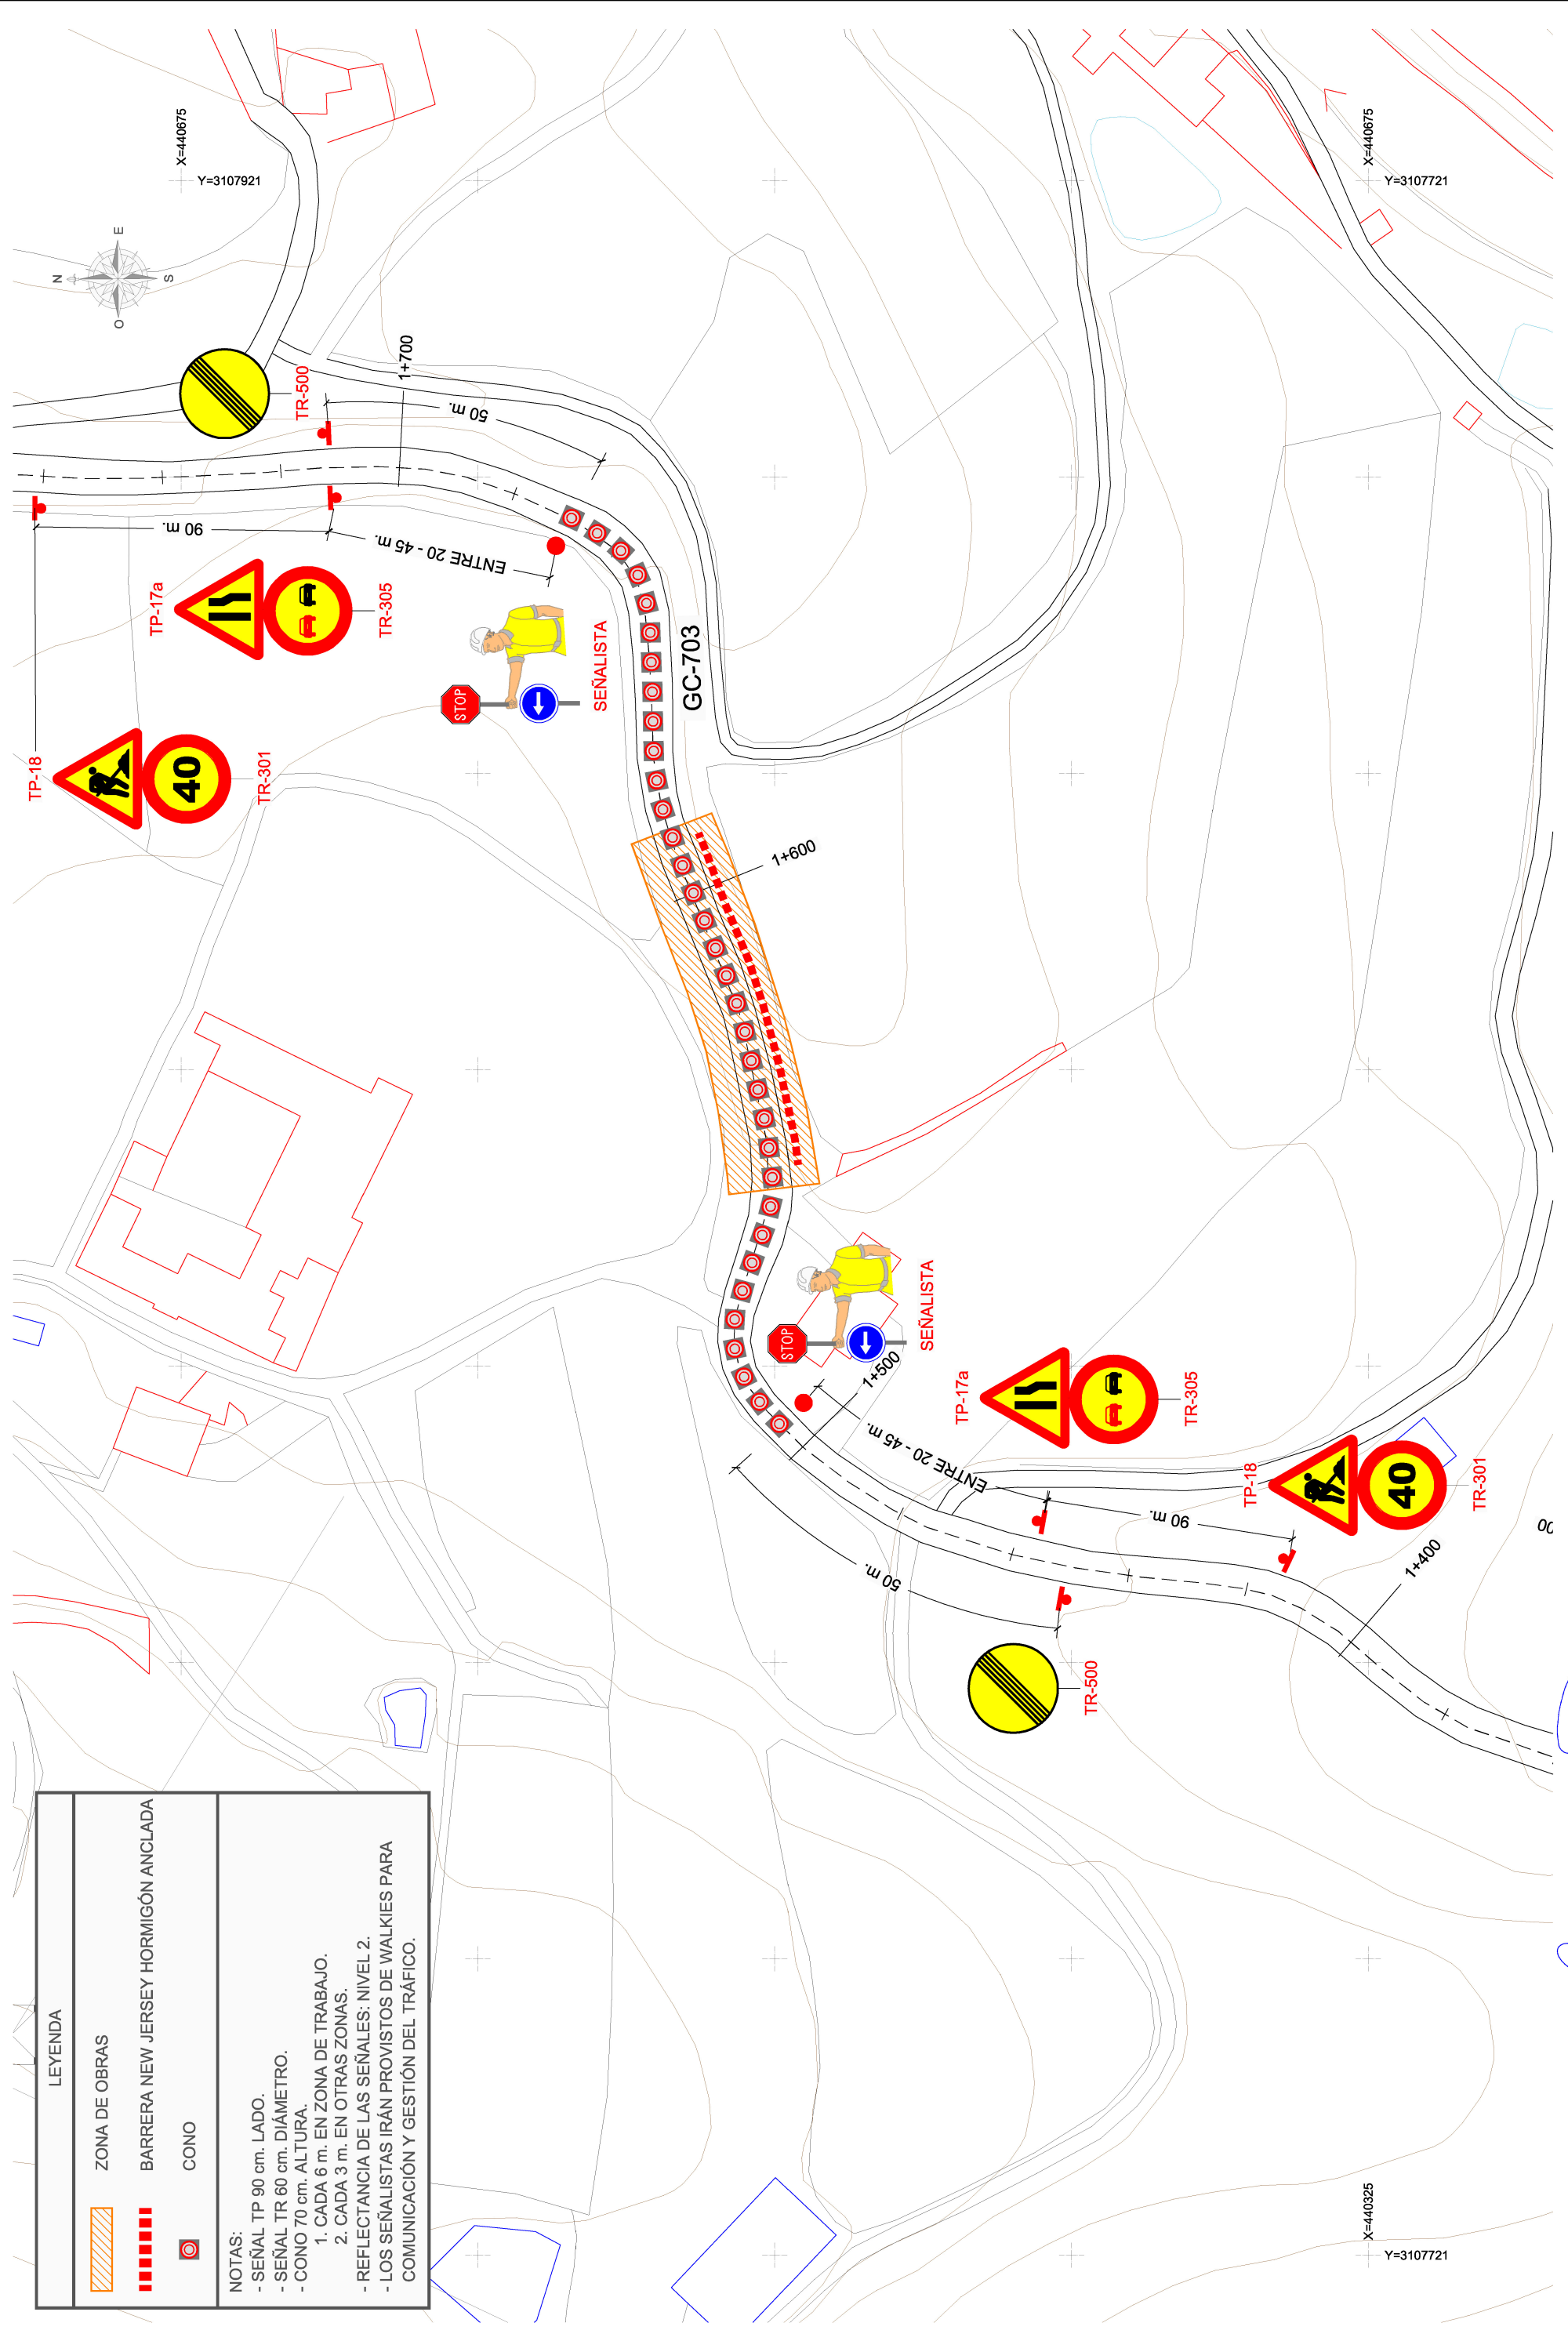 X=440675
Y=3107921
X=440675
Y=3107721
N
E
S
O
TR-500
1+700
50 m.
90 m.
ENTRE 20 - 45 m.
TP-17a
TR-305
TP-18
40
TR-301
STOP
SEÑALISTA
GC-703
1+600
STOP
SEÑALISTA
1+500
ENTRE 20 - 45 m.
50 m.
90 m.
TP-17a
TR-305
TP-18
40
TR-301
1+400
00
TR-500
X=440325
Y=3107721
LEYENDA
ZONA DE OBRAS
BARRERA NEW JERSEY HORMIGÓN ANCLADA
CONO
NOTAS:
- SEÑAL TP 90 cm. LADO.
- SEÑAL TR 60 cm. DIÁMETRO.
- CONO 70 cm. ALTURA.
1. CADA 6 m. EN ZONA DE TRABAJO.
2. CADA 3 m. EN OTRAS ZONAS.
- REFLECTANCIA DE LAS SEÑALES: NIVEL 2.
- LOS SEÑALISTAS IRÁN PROVISTOS DE WALKIES PARA
COMUNICACIÓN Y GESTIÓN DEL TRÁFICO.